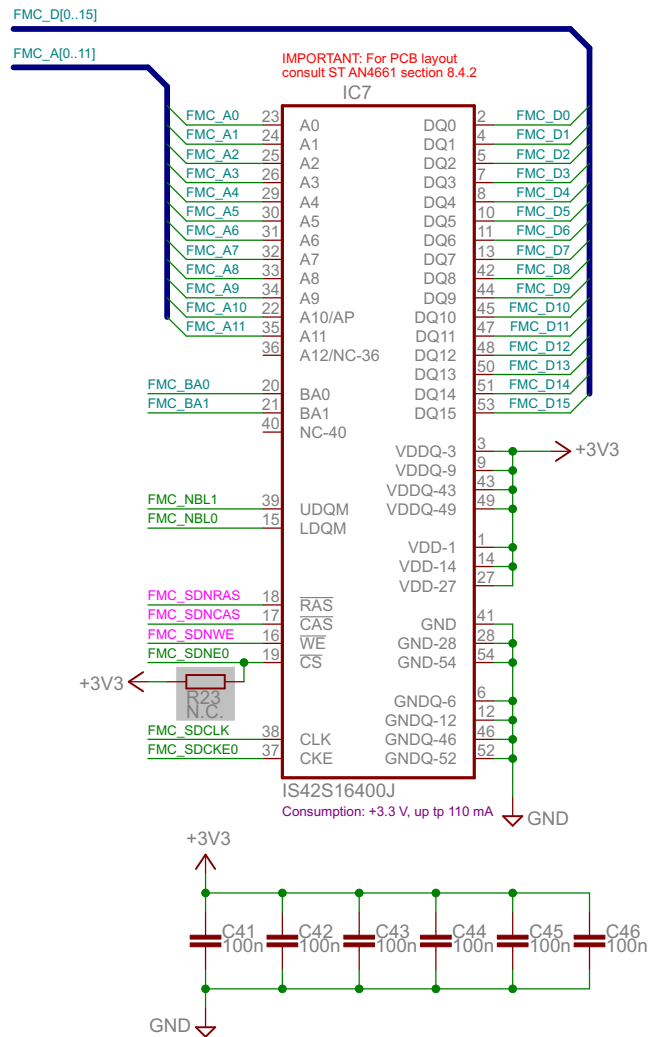 FMC_D[0..15]
FMC_A[0..11]
IMPORTANT: For PCB layout
consult ST AN4661 section 8.4.2
IC7
FMC_A0 23 A0 DQ0 2 FMC_D0
FMC_A1 24 A1 DQ1 4 FMC_D1
FMC_A2 25 A2 DQ2 5 FMC_D2
FMC_A3 26 A3 DQ3 7 FMC_D3
FMC_A4 29 A4 DQ4 8 FMC_D4
FMC_A5 30 A5 DQ5 10 FMC_D5
FMC_A6 31 A6 DQ6 11 FMC_D6
FMC_A7 32 A7 DQ7 13 FMC_D7
FMC_A8 33 A8 DQ8 42 FMC_D8
FMC_A9 34 A9 DQ9 44 FMC_D9
FMC_A10 22 A10/AP DQ10 45 FMC_D10
FMC_A11 35 A11 DQ11 47 FMC_D11
36 A12/NC-36 DQ12 48 FMC_D12
DQ13 50 FMC_D13
FMC_BA0 20 BA0 DQ14 51 FMC_D14
FMC_BA1 21 BA1 DQ15 53 FMC_D15
40 NC-40
VDDQ-3 3 +3V3
VDDQ-9 9
VDDQ-43 43
FMC_NBL1 39 UDQM VDDQ-49 49
FMC_NBL0 15 LDQM
VDD-1 1
VDD-14 14
VDD-27 27
FMC_SDNRAS 18 RAS
FMC_SDNCAS 17 CAS GND 41
FMC_SDNWE 16 WE GND-28 28
FMC_SDNE0 19 CS GND-54 54
+3V3
R23
N.C.
GNDQ-6 6
GNDQ-12 12
FMC_SDCLK 38 CLK GNDQ-46 46
FMC_SDCKE0 37 CKE GNDQ-52 52
IS42S16400J
Consumption: +3.3 V, up tp 110 mA
GND
+3V3
C41 C42 C43 C44 C45 C46
100n 100n 100n 100n 100n 100n
GND